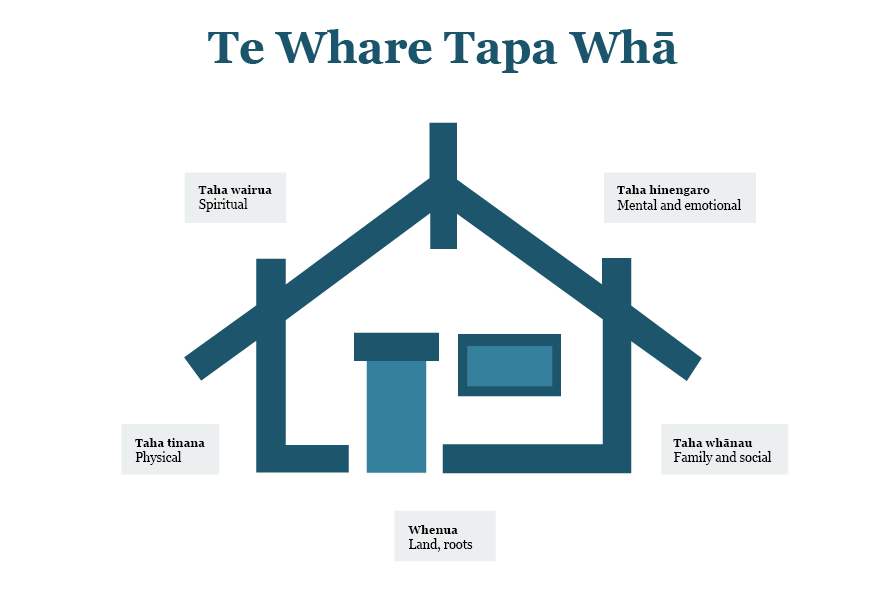 Te Whare Tapa Whā
Taha wairua
Spiritual
Taha hinengaro
Mental and emotional
Taha tinana
Physical
Taha whānau
Family and social
Whenua
Land, roots